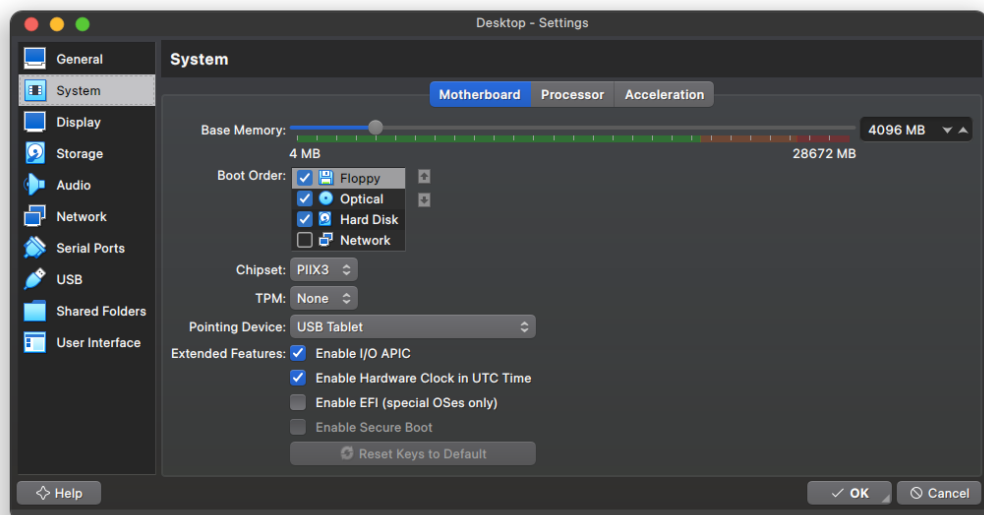 Desktop - Settings
General
System
Display
Storage
Audio
Network
Serial Ports
USB
Shared Folders
User Interface
System
Motherboard Processor Acceleration
Base Memory: 4096 MB
4 MB 28672 MB
Boot Order: Floppy
Optical
Hard Disk
Network
Chipset: PIIX3
TPM: None
Pointing Device: USB Tablet
Extended Features: Enable I/O APIC
Enable Hardware Clock in UTC Time
Enable EFI (special OSes only)
Enable Secure Boot
Reset Keys to Default
Help OK Cancel